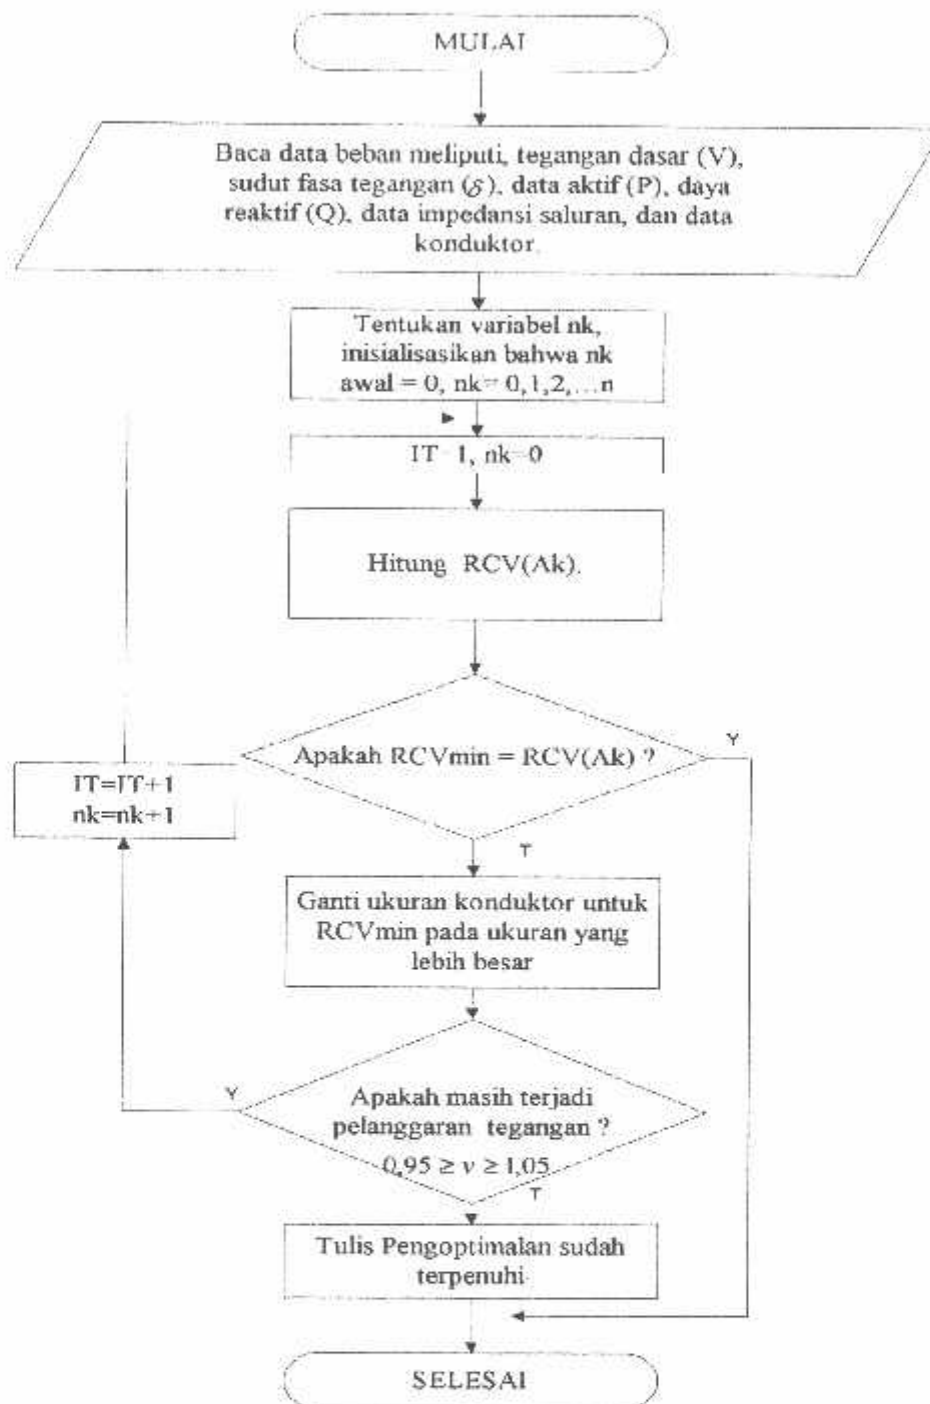 MULAI
Baca data beban meliputi, tegangan dasar (V),
sudut fasa tegangan (δ), data aktif (P), daya
reaktif (Q), data impedansi saluran, dan data
konduktor.
Tentukan variabel nk,
inisialisasikan bahwa nk
awal = 0, nk= 0,1,2,...n
IT=1, nk=0
Hitung RCV(Ak).
Apakah RCVmin = RCV(Ak) ?
Y
IT=IT+1
nk=nk+1
T
Ganti ukuran konduktor untuk
RCVmin pada ukuran yang
lebih besar
Y
Apakah masih terjadi
pelanggaran tegangan ?
0,95 ≥ v ≥ 1,05
T
Tulis Pengoptimalan sudah
terpenuhi
SELESAI